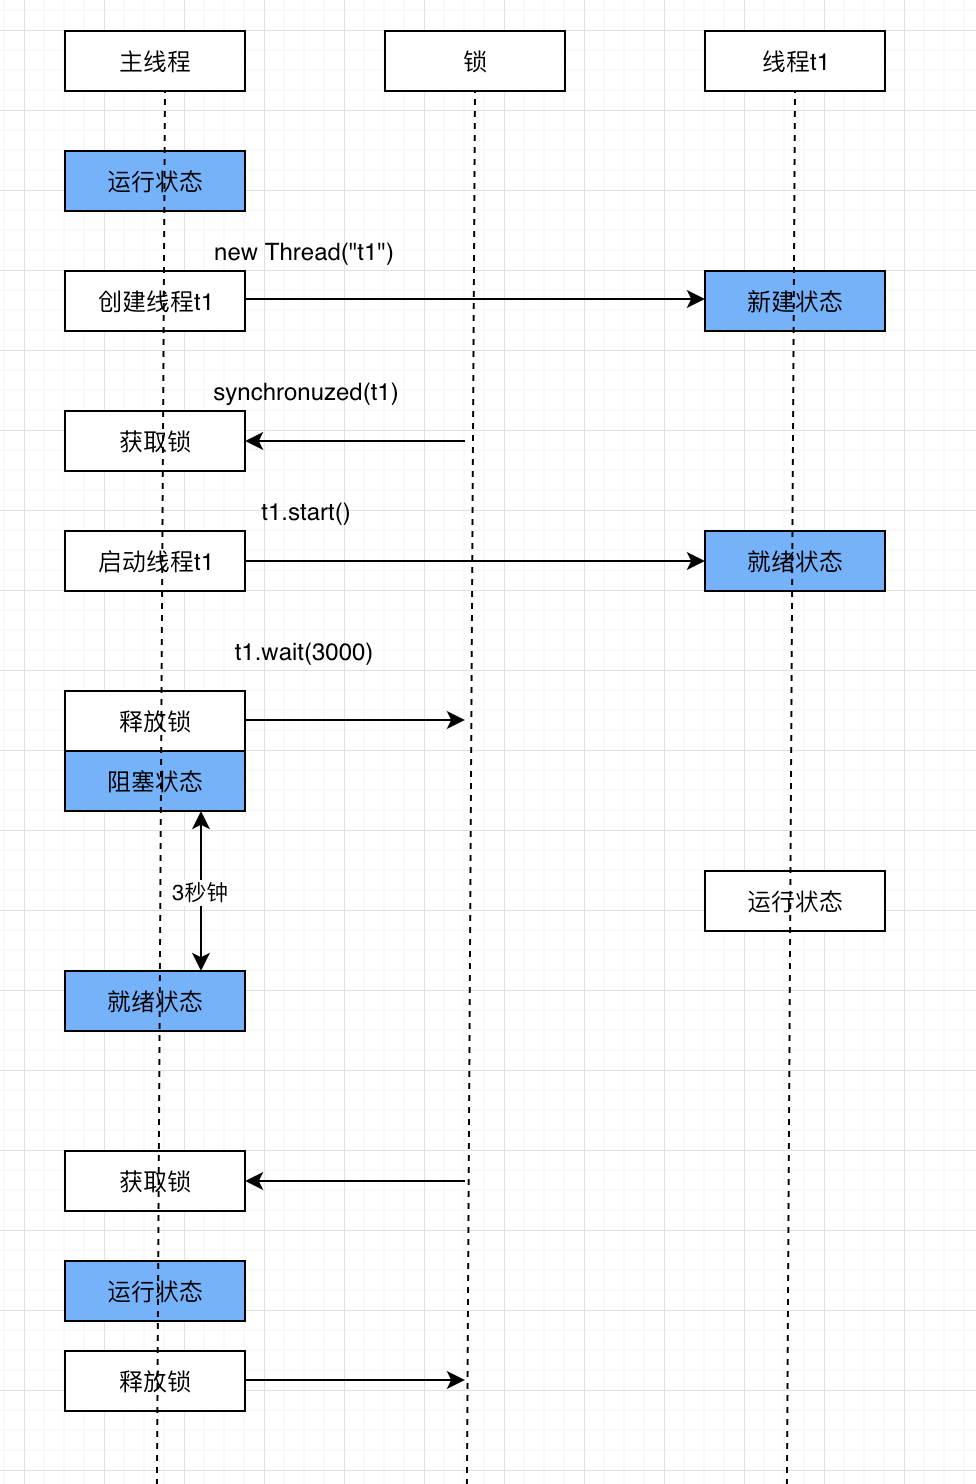 主线程
锁
线程t1
运行状态
new Thread("t1")
创建线程t1
新建状态
synchronuzed(t1)
获取锁
t1.start()
启动线程t1
就绪状态
t1.wait(3000)
释放锁
阻塞状态
3秒钟
运行状态
就绪状态
获取锁
运行状态
释放锁